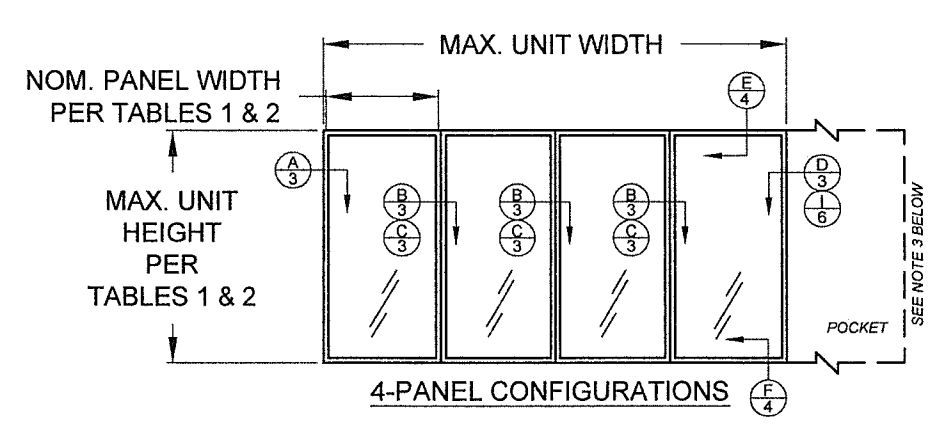 MAX. UNIT WIDTH
NOM. PANEL WIDTH
PER TABLES 1 & 2
E
4
A
3
D
3
I
6
B
3
C
3
B
3
C
3
B
3
C
3
MAX. UNIT
HEIGHT
PER
TABLES 1 & 2
SEE NOTE 3 BELOW
POCKET
4-PANEL CONFIGURATIONS
F
4